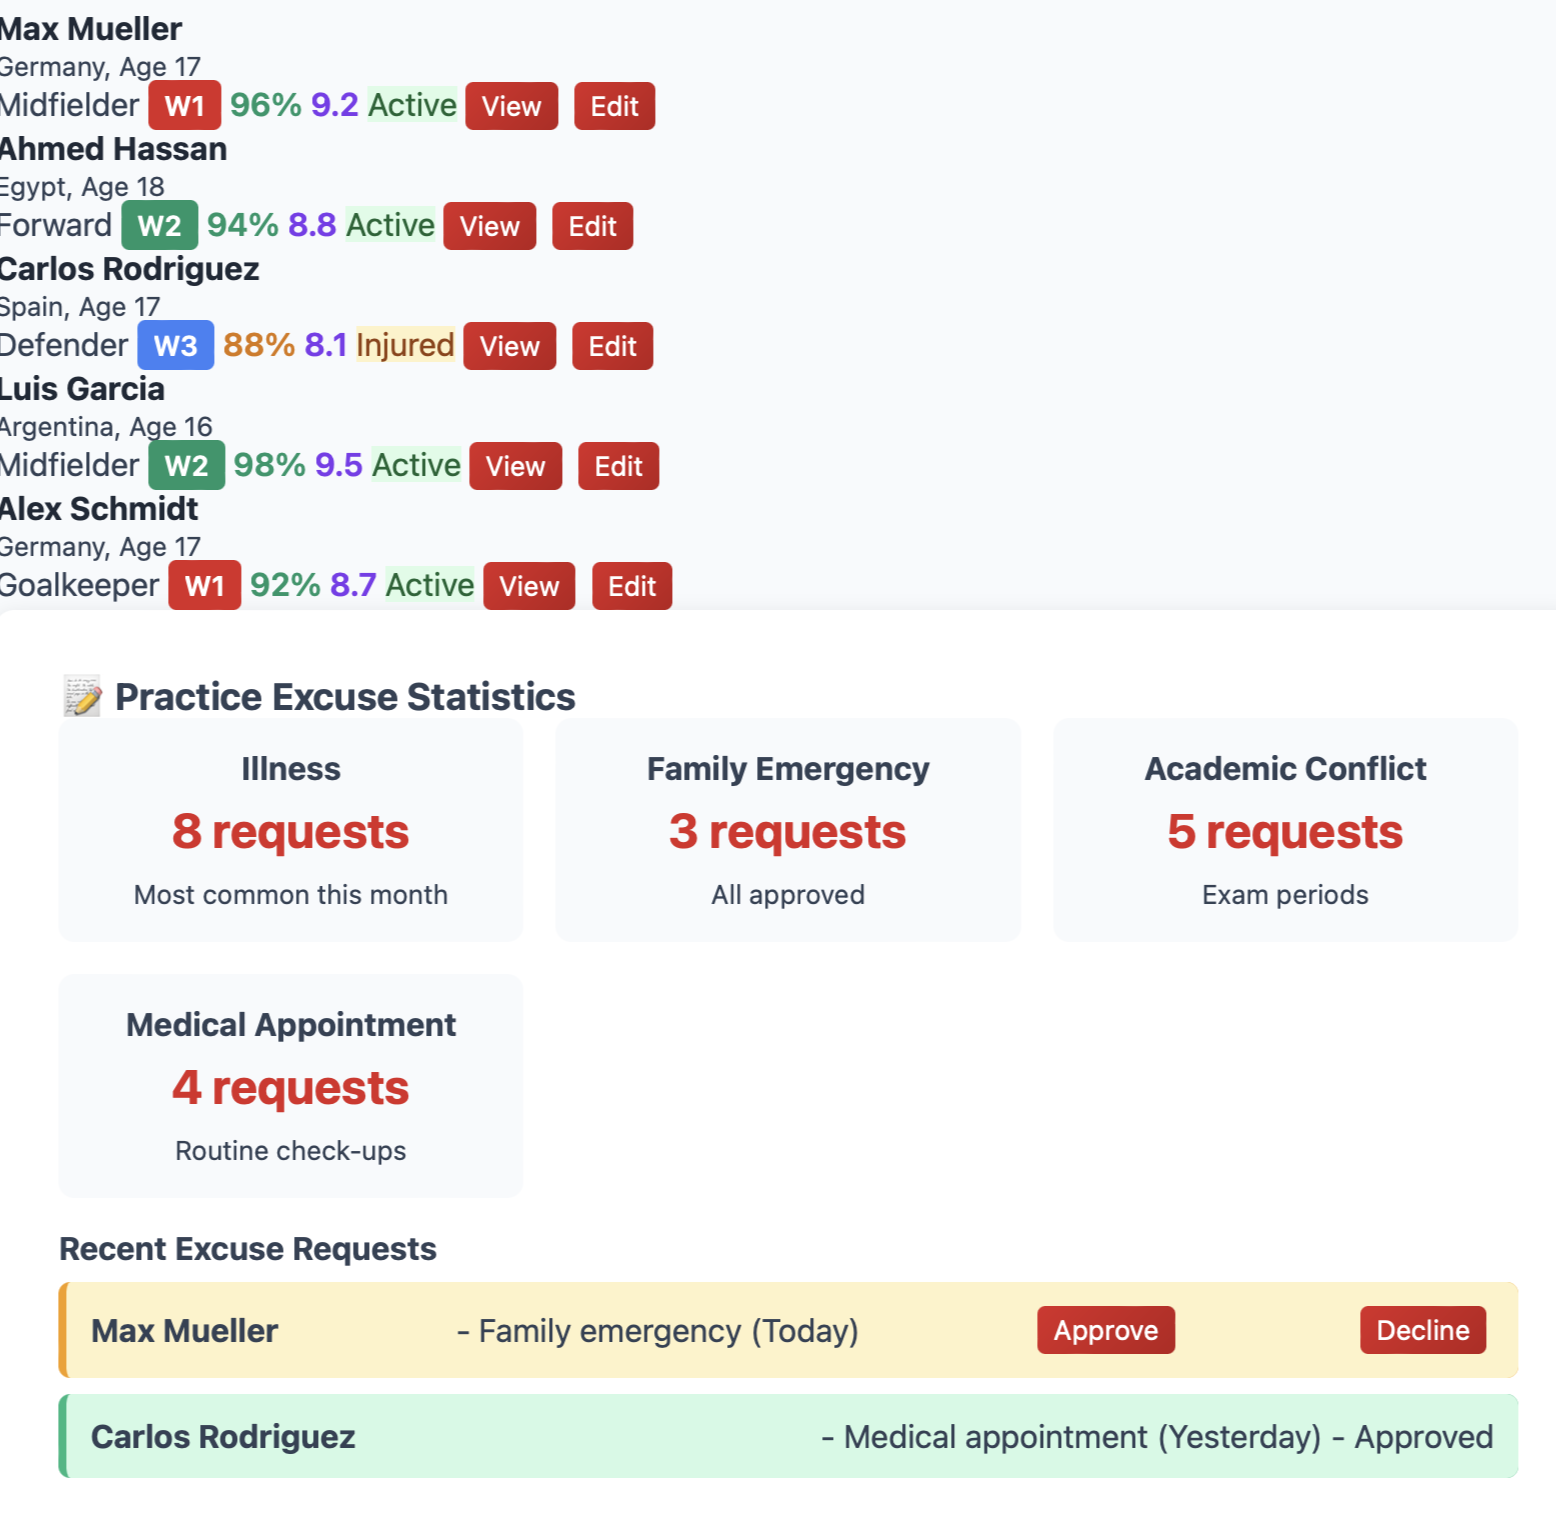 Max Mueller
Germany, Age 17
Midfielder W1 96% 9.2 Active View Edit
Ahmed Hassan
Egypt, Age 18
Forward W2 94% 8.8 Active View Edit
Carlos Rodriguez
Spain, Age 17
Defender W3 88% 8.1 Injured View Edit
Luis Garcia
Argentina, Age 16
Midfielder W2 98% 9.5 Active View Edit
Alex Schmidt
Germany, Age 17
Goalkeeper W1 92% 8.7 Active View Edit
📝 Practice Excuse Statistics
Illness
8 requests
Most common this month
Family Emergency
3 requests
All approved
Academic Conflict
5 requests
Exam periods
Medical Appointment
4 requests
Routine check-ups
Recent Excuse Requests
Max Mueller - Family emergency (Today) Approve Decline
Carlos Rodriguez - Medical appointment (Yesterday) - Approved